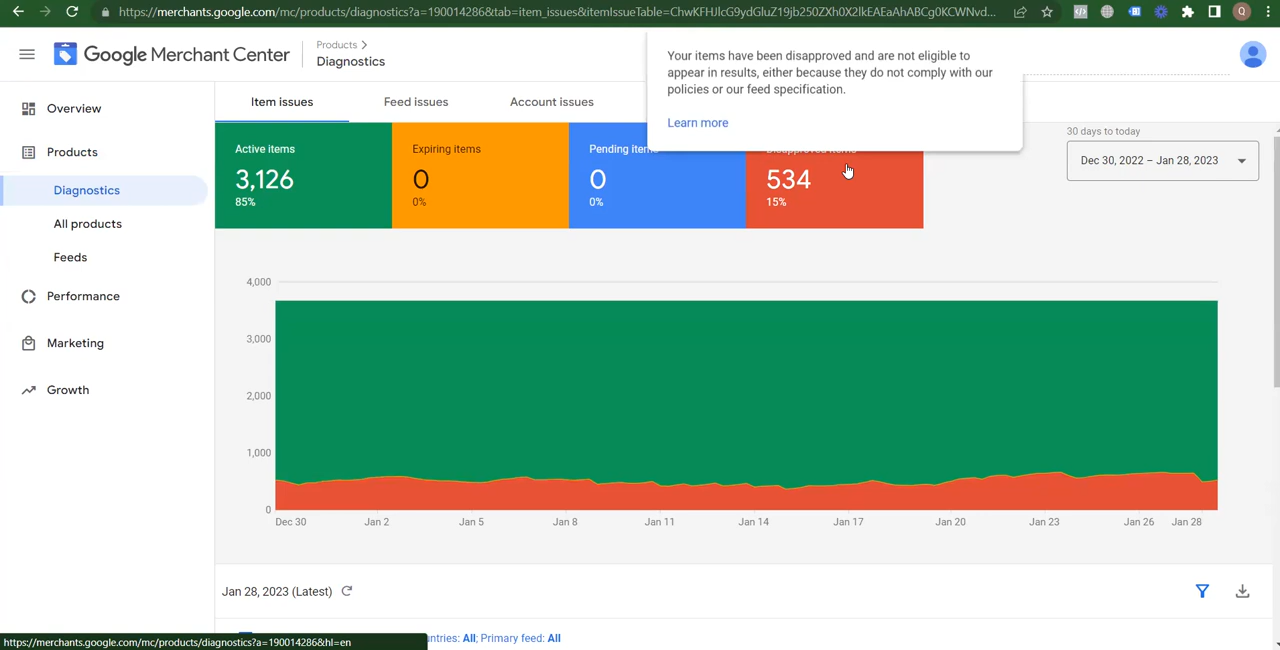 https://merchants.google.com/mc/products/diagnostics?a=190014286&tab=item_issues&itemIssueTable=ChwKFHJlcG9ydGluZ19jb250ZXh0X2lkEAEaAhABCg0KCWNvd...
Google Merchant Center
Products
Diagnostics
Your items have been disapproved and are not eligible to
appear in results, either because they do not comply with our
policies or our feed specification.
Learn more
Overview
Products
Diagnostics
All products
Feeds
Performance
Marketing
Growth
Item issues
Feed issues
Account issues
Active items
3,126
85%
Expiring items
0
0%
Pending items
0
0%
Disapproved items
534
15%
30 days to today
Dec 30, 2022 – Jan 28, 2023
4,000
3,000
2,000
1,000
0
Dec 30
Jan 2
Jan 5
Jan 8
Jan 11
Jan 14
Jan 17
Jan 20
Jan 23
Jan 26
Jan 28
Jan 28, 2023 (Latest)
untries: All; Primary feed: All
https://merchants.google.com/mc/products/diagnostics?a=190014286&hl=en
Q